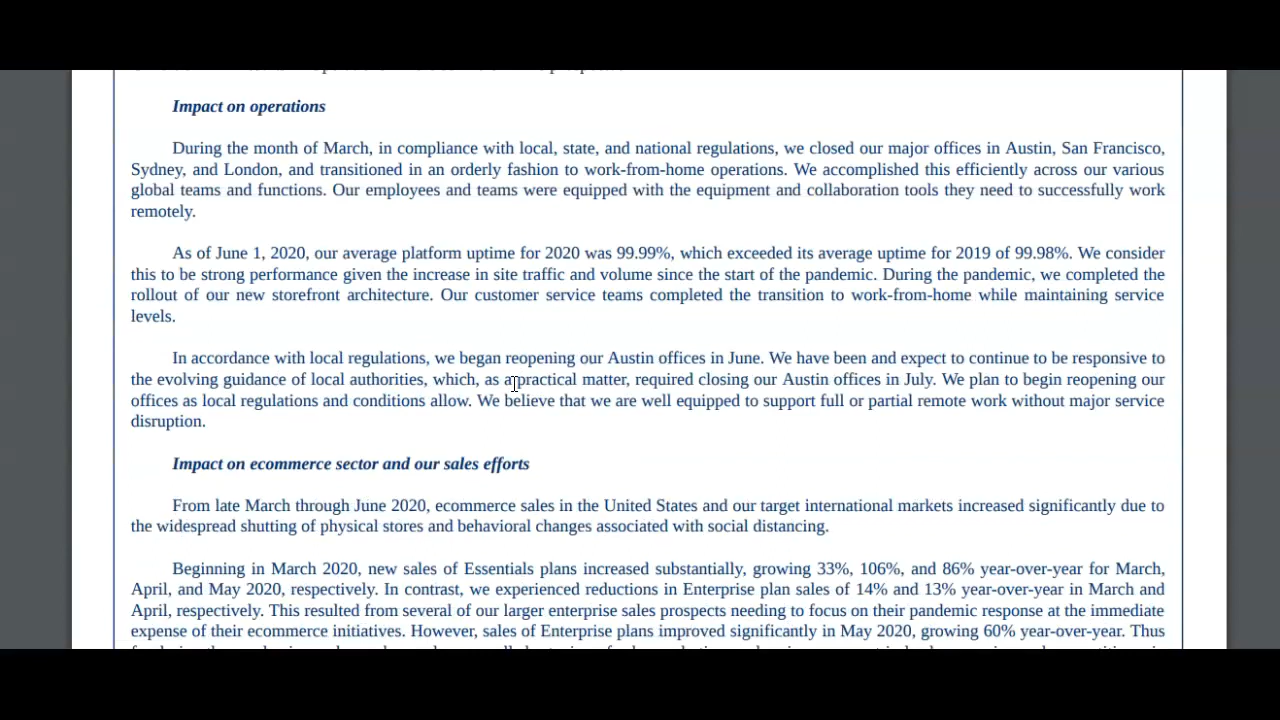 Impact on operations
During the month of March, in compliance with local, state, and national regulations, we closed our major offices in Austin, San Francisco,
Sydney, and London, and transitioned in an orderly fashion to work-from-home operations. We accomplished this efficiently across our various
global teams and functions. Our employees and teams were equipped with the equipment and collaboration tools they need to successfully work
remotely.
As of June 1, 2020, our average platform uptime for 2020 was 99.99%, which exceeded its average uptime for 2019 of 99.98%. We consider
this to be strong performance given the increase in site traffic and volume since the start of the pandemic. During the pandemic, we completed the
rollout of our new storefront architecture. Our customer service teams completed the transition to work-from-home while maintaining service
levels.
In accordance with local regulations, we began reopening our Austin offices in June. We have been and expect to continue to be responsive to
the evolving guidance of local authorities, which, as a practical matter, required closing our Austin offices in July. We plan to begin reopening our
offices as local regulations and conditions allow. We believe that we are well equipped to support full or partial remote work without major service
disruption.
Impact on ecommerce sector and our sales efforts
From late March through June 2020, ecommerce sales in the United States and our target international markets increased significantly due to
the widespread shutting of physical stores and behavioral changes associated with social distancing.
Beginning in March 2020, new sales of Essentials plans increased substantially, growing 33%, 106%, and 86% year-over-year for March,
April, and May 2020, respectively. In contrast, we experienced reductions in Enterprise plan sales of 14% and 13% year-over-year in March and
April, respectively. This resulted from several of our larger enterprise sales prospects needing to focus on their pandemic response at the immediate
expense of their ecommerce initiatives. However, sales of Enterprise plans improved significantly in May 2020, growing 60% year-over-year. Thus